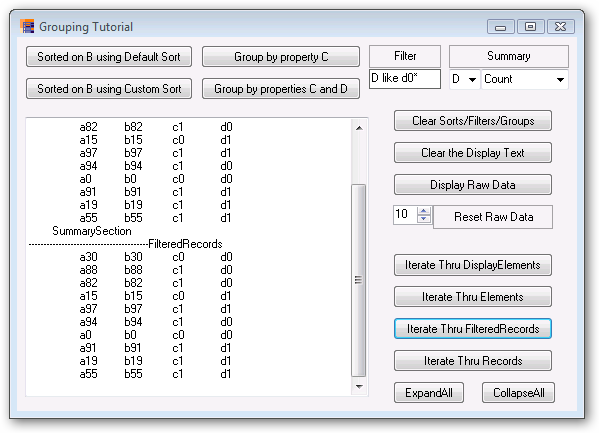 Grouping Tutorial
Sorted on B using Default Sort Group by property C Filter Summary
Sorted on B using Custom Sort Group by properties C and D D like d0* D Count
a82 b82 c1 d0
a15 b15 c0 d1
a97 b97 c1 d1
a94 b94 c1 d0
a0 b0 c0 d0
a91 b91 c1 d1
a19 b19 c1 d1
a55 b55 c1 d1
SummarySection
----------------------------------------FilteredRecords
a30 b30 c0 d0
a88 b88 c1 d0
a82 b82 c1 d0
a15 b15 c0 d1
a97 b97 c1 d1
a94 b94 c1 d0
a0 b0 c0 d0
a91 b91 c1 d1
a19 b19 c1 d1
a55 b55 c1 d1
Clear Sorts/Filters/Groups
Clear the Display Text
Display Raw Data
10 Reset Raw Data
Iterate Thru DisplayElements
Iterate Thru Elements
Iterate Thru FilteredRecords
Iterate Thru Records
ExpandAll CollapseAll